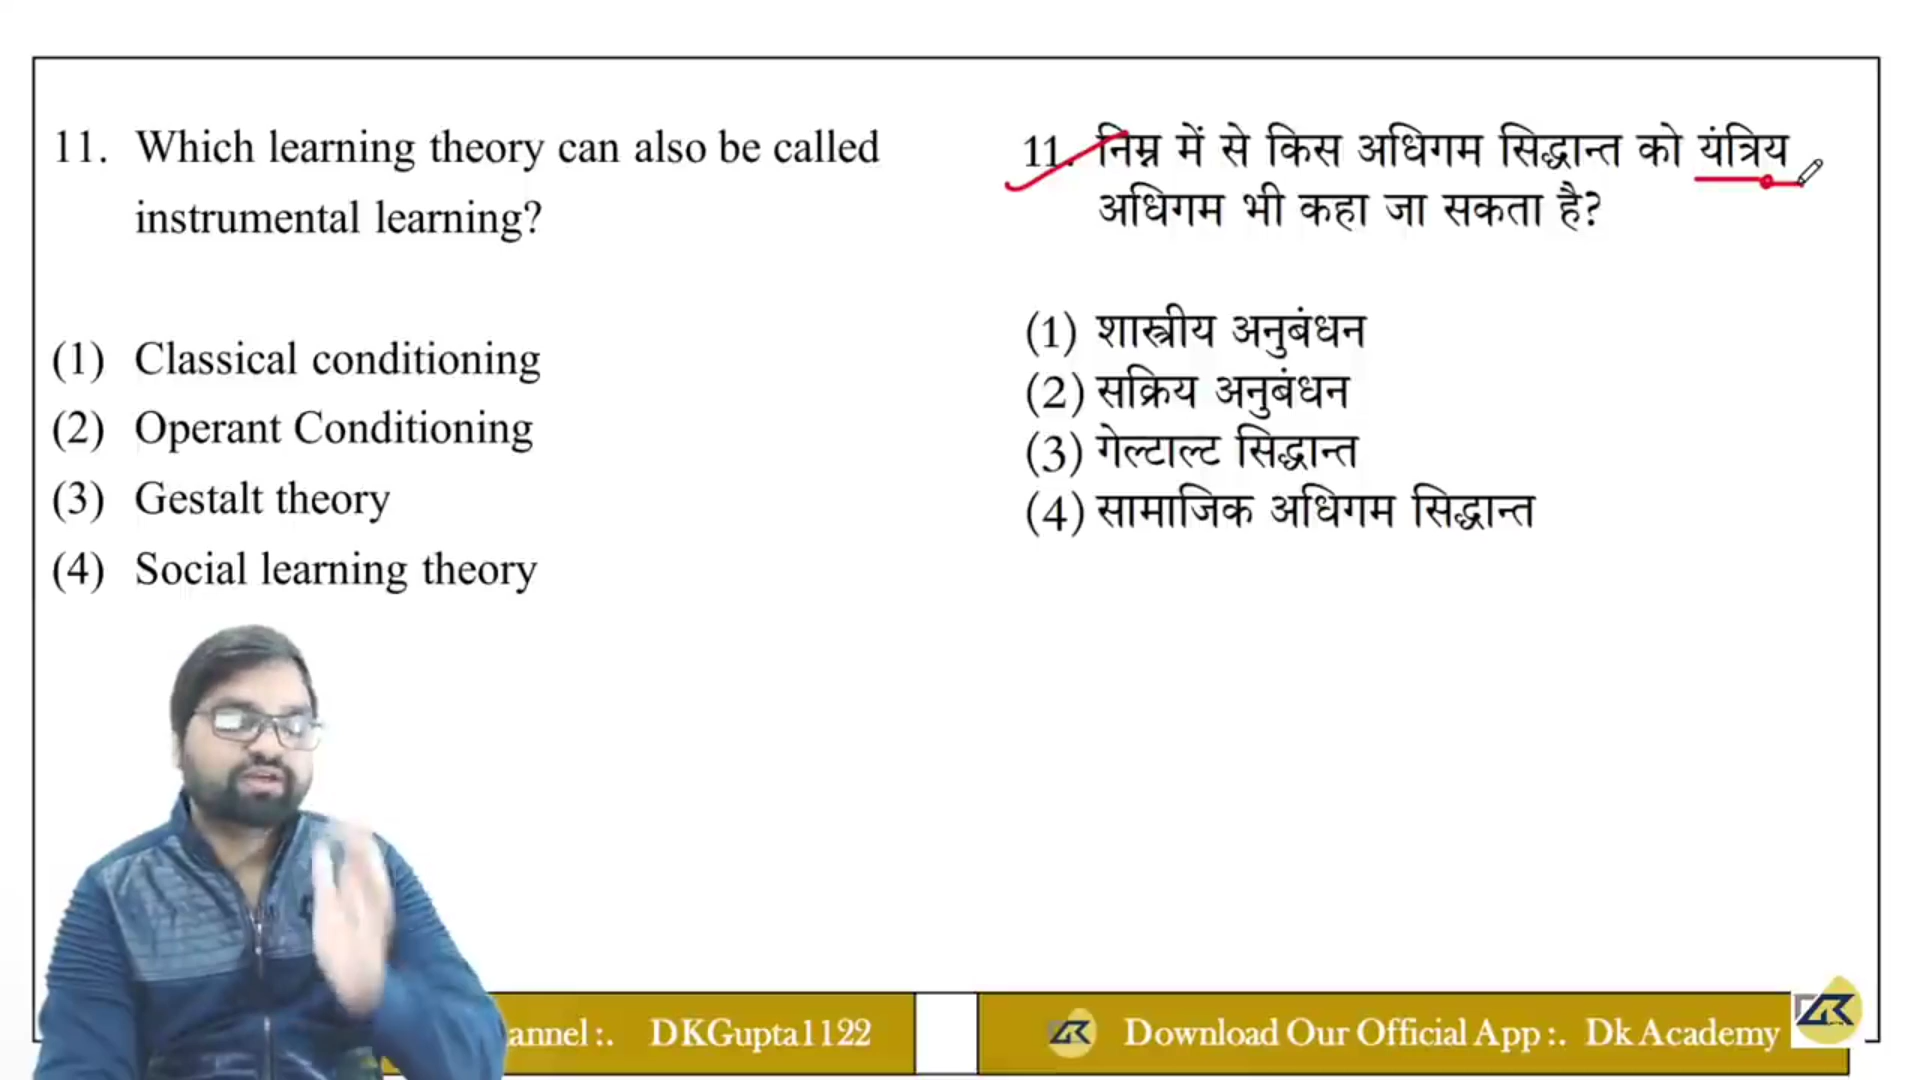 11. Which learning theory can also be called
instrumental learning?
(1) Classical conditioning
(2) Operant Conditioning
(3) Gestalt theory
(4) Social learning theory
11. निम्न में से किस अधिगम सिद्धान्त को यंत्रिय
अधिगम भी कहा जा सकता है?
(1) शास्त्रीय अनुबंधन
(2) सक्रिय अनुबंधन
(3) गेल्टाल्ट सिद्धान्त
(4) सामाजिक अधिगम सिद्धान्त
annel :. DKGupta1122
Download Our Official App :. Dk Academy